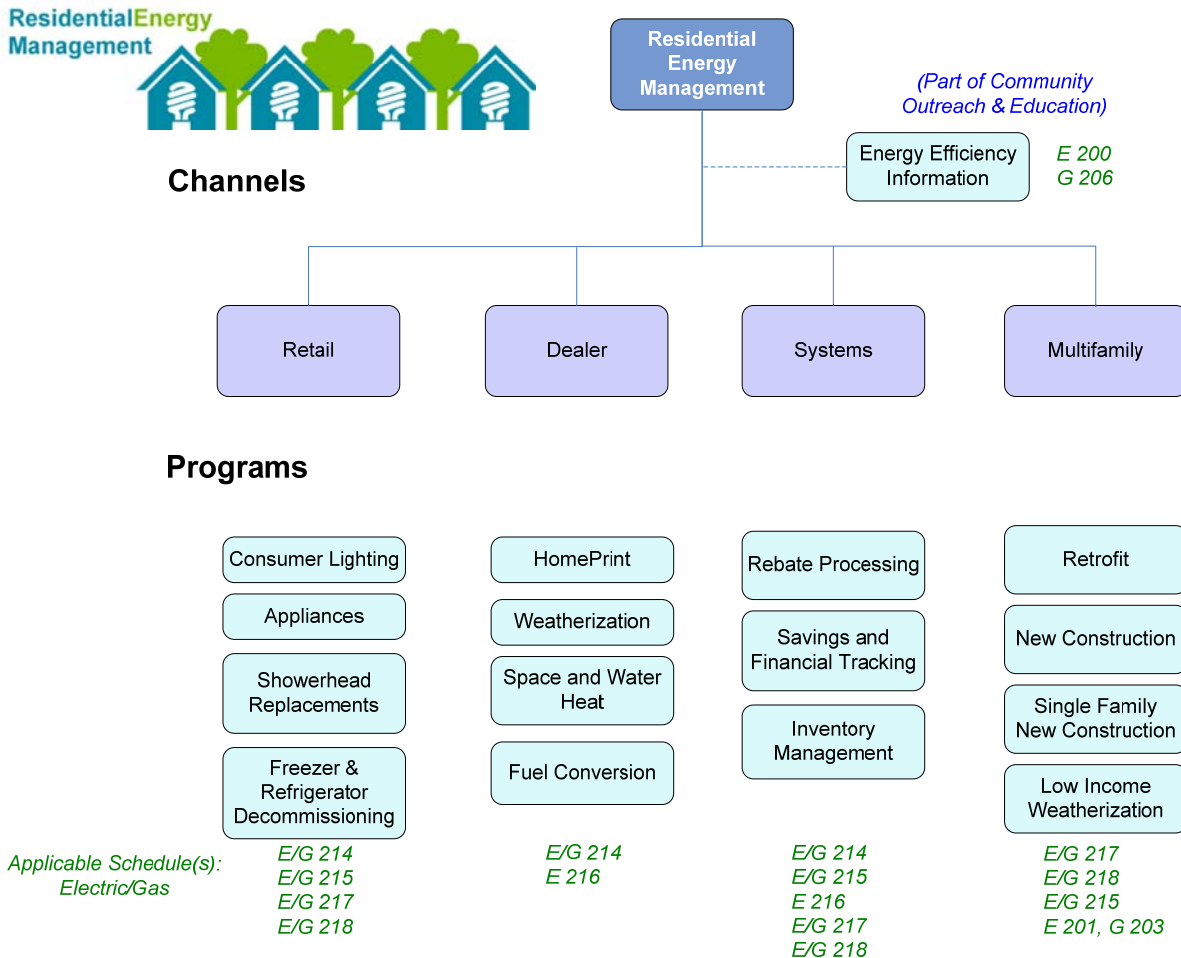 ResidentialEnergy
Management
Residential
Energy
Management
(Part of Community
Outreach & Education)
Energy Efficiency
Information
E 200
G 206
Channels
Retail
Dealer
Systems
Multifamily
Programs
Consumer Lighting
Appliances
Showerhead
Replacements
Freezer &
Refrigerator
Decommissioning
HomePrint
Weatherization
Space and Water
Heat
Fuel Conversion
Rebate Processing
Savings and
Financial Tracking
Inventory
Management
Retrofit
New Construction
Single Family
New Construction
Low Income
Weatherization
Applicable Schedule(s):
Electric/Gas
E/G 214
E/G 215
E/G 217
E/G 218
E/G 214
E 216
E/G 214
E/G 215
E 216
E/G 217
E/G 218
E/G 217
E/G 218
E/G 215
E 201, G 203